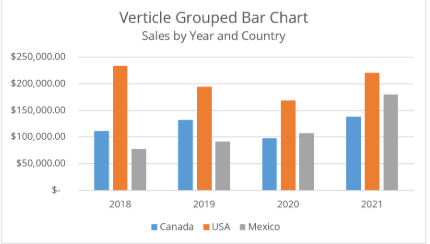 Verticle Grouped Bar Chart
Sales by Year and Country
$250,000.00
$200,000.00
$150,000.00
$100,000.00
$50,000.00
$-
2018 2019 2020 2021
Canada USA Mexico